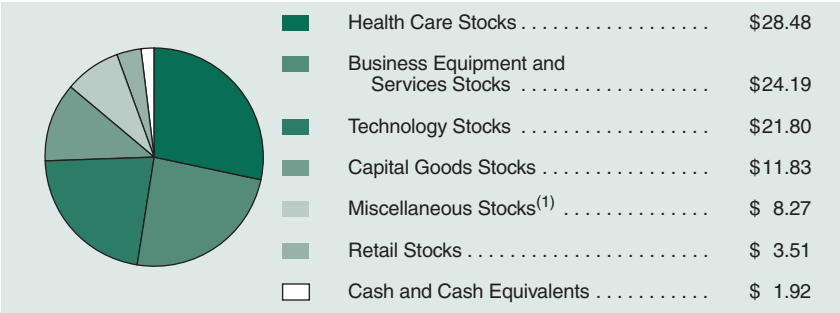 Health Care Stocks . . . . . . . . . . . . . . . . . . $28.48
Business Equipment and
Services Stocks . . . . . . . . . . . . . . . . . . $24.19
Technology Stocks . . . . . . . . . . . . . . . . . . $21.80
Capital Goods Stocks . . . . . . . . . . . . . . . . $11.83
Miscellaneous Stocks(1) . . . . . . . . . . . . . . $ 8.27
Retail Stocks . . . . . . . . . . . . . . . . . . . . . . . $ 3.51
Cash and Cash Equivalents . . . . . . . . . . . $ 1.92